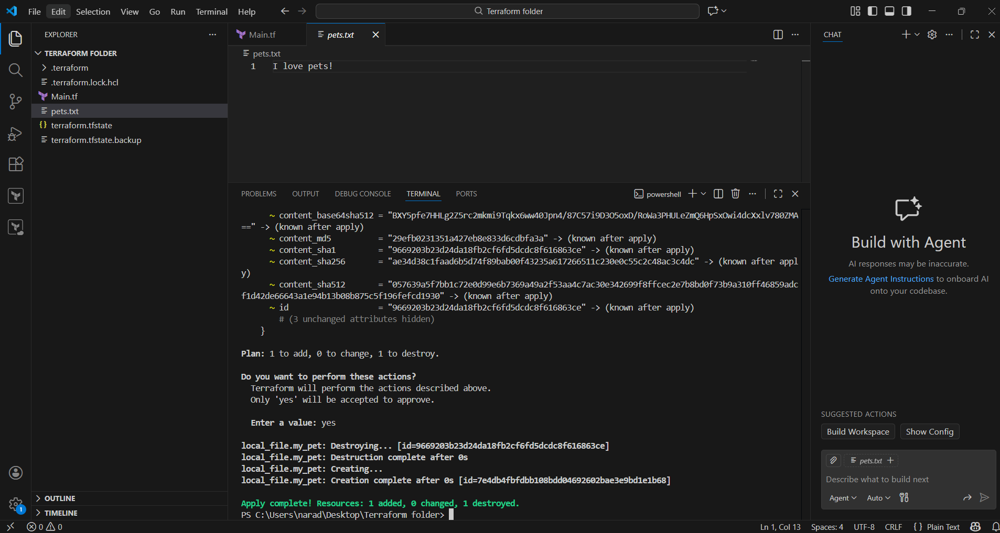 File Edit Selection View Go Run Terminal Help
Terraform folder
EXPLORER
TERRAFORM FOLDER
.terraform
.terraform.lock.hcl
Main.tf
pets.txt
terraform.tfstate
terraform.tfstate.backup
OUTLINE
TIMELINE
1
Main.tf
pets.txt
pets.txt
1 I love pets!
PROBLEMS OUTPUT DEBUG CONSOLE TERMINAL PORTS
powershell
~ content_base64sha512 = "BXY5pfe7HHLg2Z5rc2mkmi9Tqkx6ww40Jpn4/87C57i9D3O5oxD/RoWa3PHULeZmQ6HpSxOwi4dcXxlv780ZMA
==" -> (known after apply)
~ content_md5 = "29efb0231351a427eb8e833d6cdbfa3a" -> (known after apply)
~ content_sha1 = "9669203b23d24da18fb2cf6fd5dcdc8f616863ce" -> (known after apply)
~ content_sha256 = "ae34d38c1faad6b5d74f89bab00f43235a617266511c230e0c55c2c48ac3c4dc" -> (known after appl
y)
~ content_sha512 = "057639a5f7bb1c72e0d99e6b7369a49a2f53aa4c7ac30e342699f8ffcec2e7b8bd0f73b9a310ff46859adc
f1d42de66643a1e94b13b08b875c5f196fefcd1930" -> (known after apply)
~ id = "9669203b23d24da18fb2cf6fd5dcdc8f616863ce" -> (known after apply)
# (3 unchanged attributes hidden)
}
Plan: 1 to add, 0 to change, 1 to destroy.
Do you want to perform these actions?
Terraform will perform the actions described above.
Only 'yes' will be accepted to approve.
Enter a value: yes
local_file.my_pet: Destroying... [id=9669203b23d24da18fb2cf6fd5dcdc8f616863ce]
local_file.my_pet: Destruction complete after 0s
local_file.my_pet: Creating...
local_file.my_pet: Creation complete after 0s [id=7e4db4fbfdbb108bdd04692602bae3e9bd1e1b68]
Apply complete! Resources: 1 added, 0 changed, 1 destroyed.
PS C:\Users\narad\Desktop\Terraform folder>
CHAT
Build with Agent
AI responses may be inaccurate.
Generate Agent Instructions to onboard AI
onto your codebase.
SUGGESTED ACTIONS
Build Workspace Show Config
pets.txt
Describe what to build next
Agent Auto
0 0
Ln 1, Col 13 Spaces: 4 UTF-8 CRLF {} Plain Text